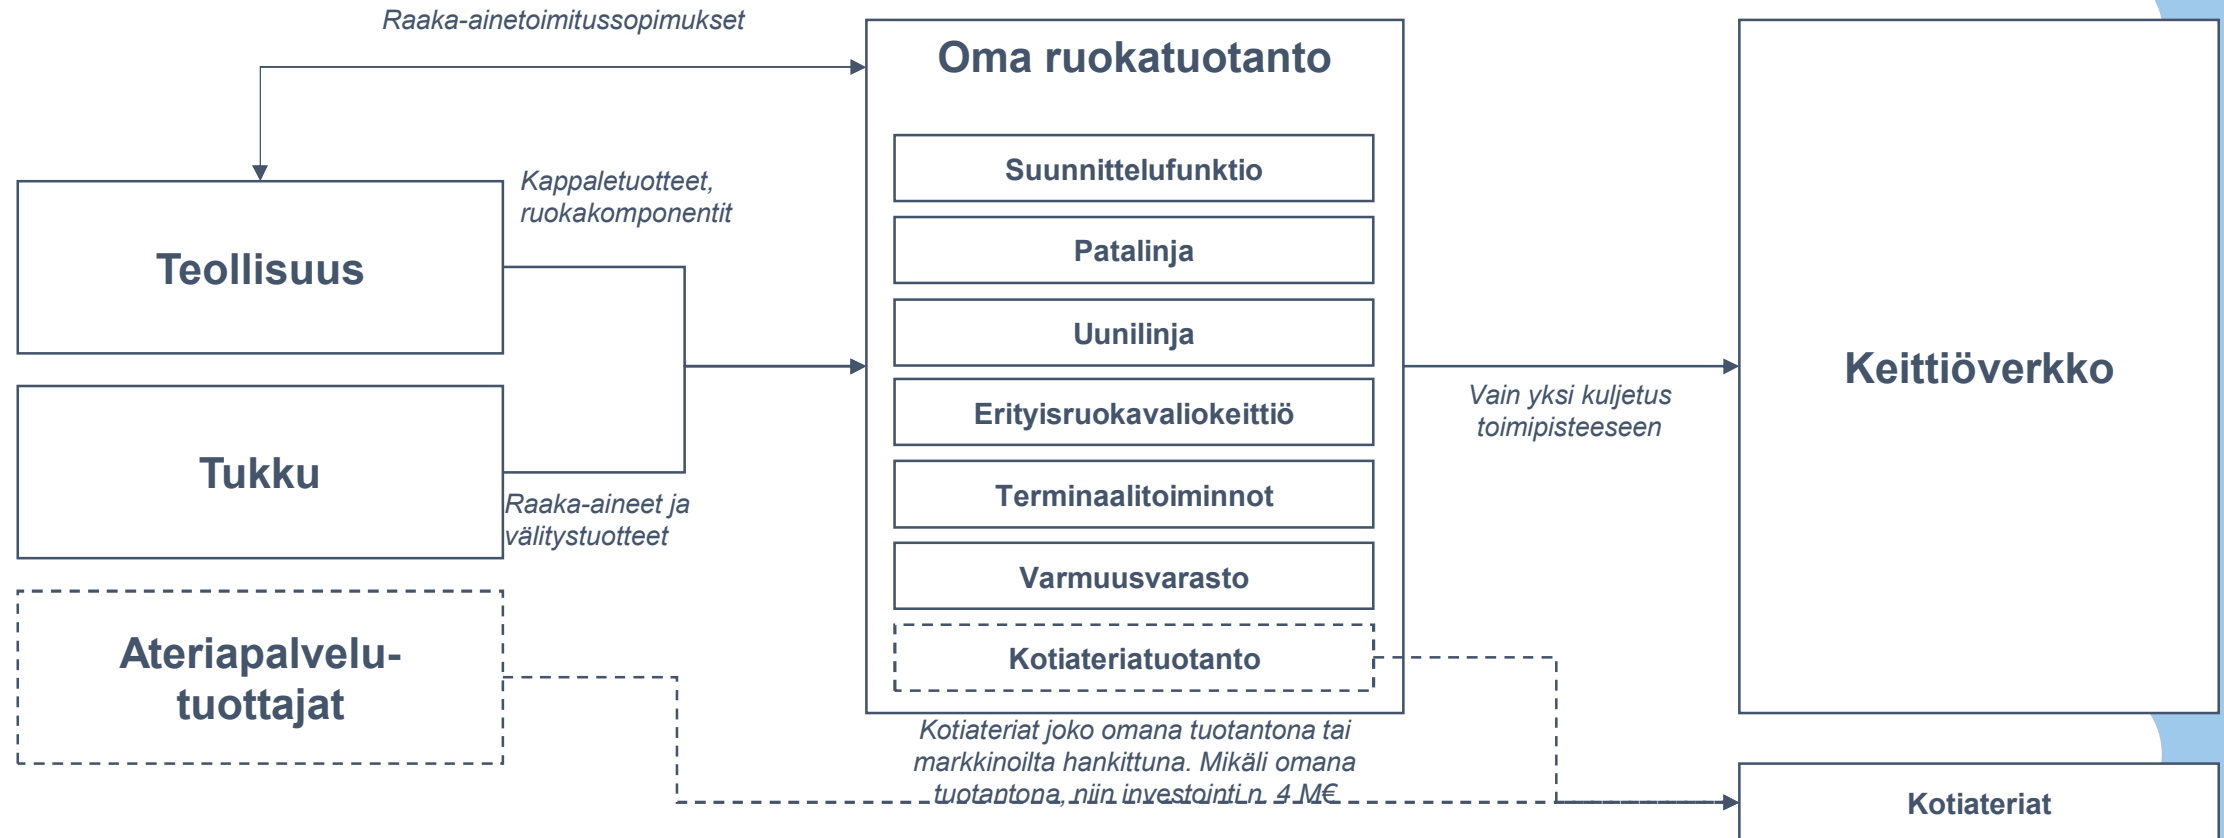 Raaka-ainetoimitussopimukset
Oma ruokatuotanto
Suunnittelufunktio
Kappaletuotteet,
ruokakomponentit
Patalinja
Teollisuus
Uunilinja
Keittiöverkko
Erityisruokavaliokeittiö
Vain yksi kuljetus
toimipisteeseen
Tukku
Terminaalitoiminnot
Raaka-aineet ja
välitystuotteet
Varmuusvarasto
Ateriapalvelu-
tuottajat
Kotiateriatuotanto
Kotiateriat joko omana tuotantona tai
markkinoilta hankittuna. Mikäli omana
tuotantona, niin investointi n. 4 M€
Kotiateriat